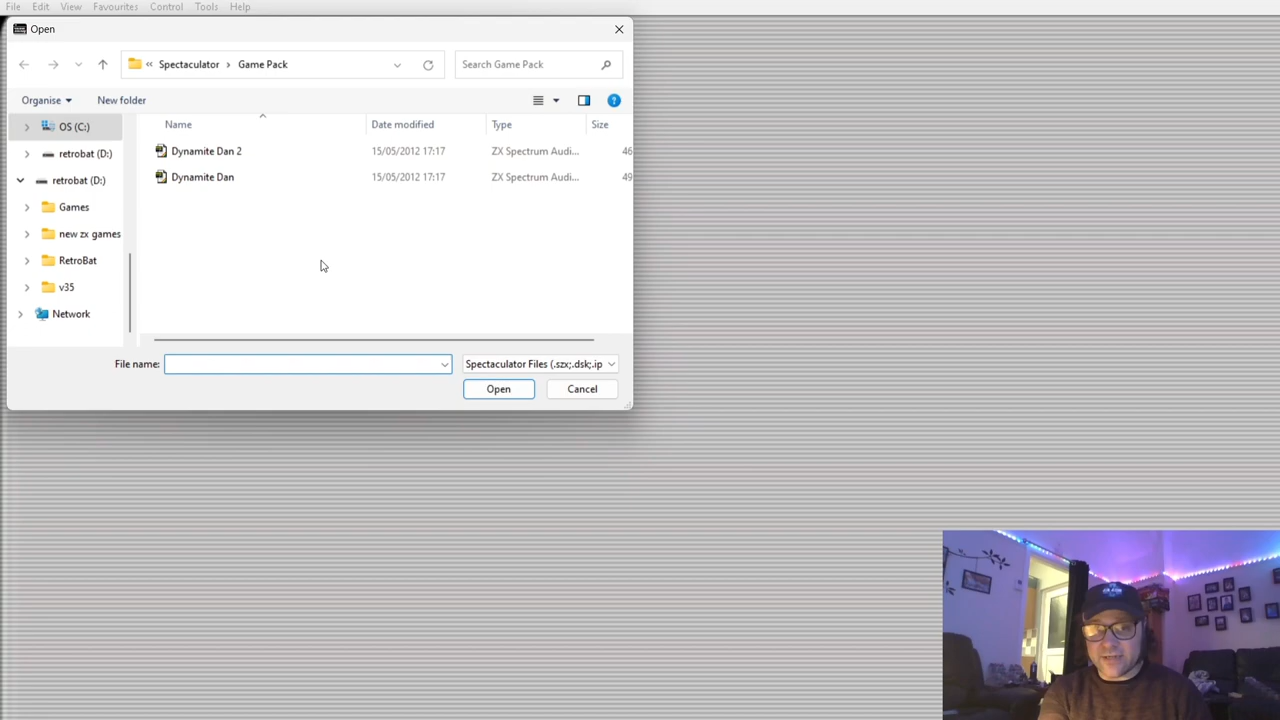 File Edit View Favourites Control Tools Help
Open
Spectaculator › Game Pack
Search Game Pack
Organise New folder
Name Date modified Type Size
OS (C:)
retrobat (D:)
retrobat (D:)
Games
new zx games
RetroBat
v35
Network
Dynamite Dan 2 15/05/2012 17:17 ZX Spectrum Audi... 46
Dynamite Dan 15/05/2012 17:17 ZX Spectrum Audi... 49
File name: Spectaculator Files (.szx;.dsk;.ip
Open Cancel